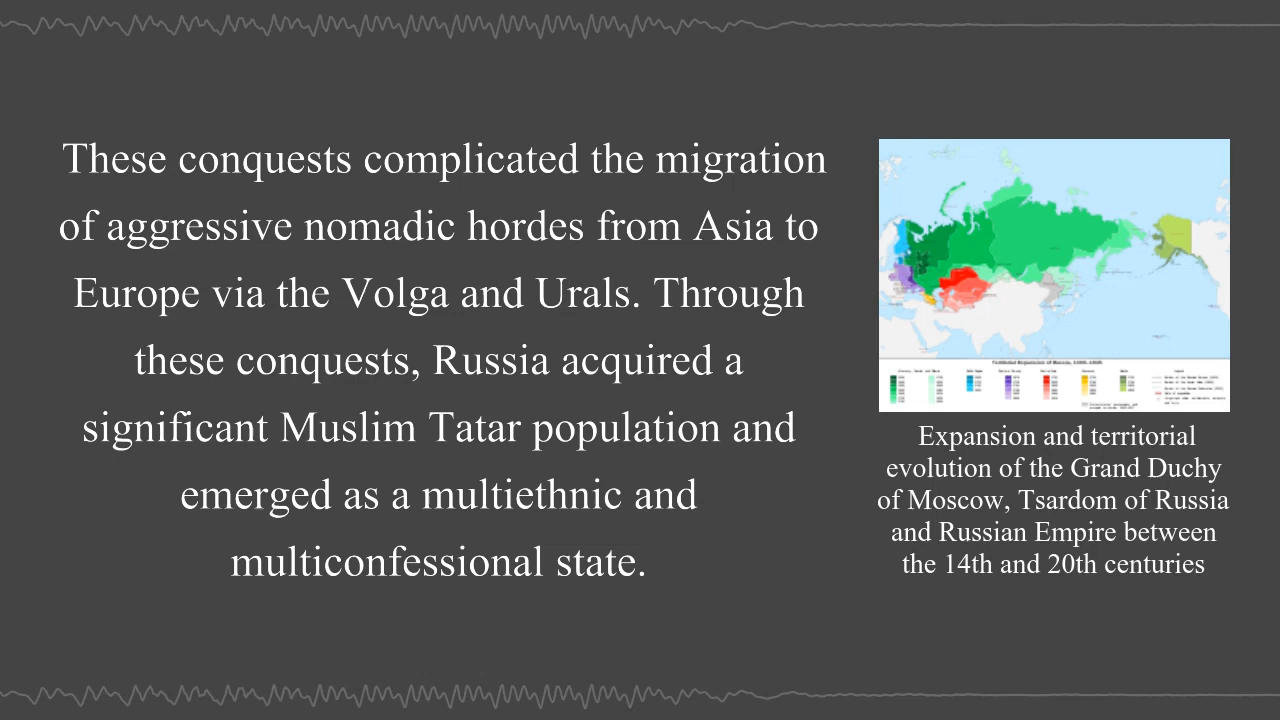 These conquests complicated the migration
of aggressive nomadic hordes from Asia to
Europe via the Volga and Urals. Through
these conquests, Russia acquired a
significant Muslim Tatar population and
emerged as a multiethnic and
multiconfessional state.
Expansion and territorial
evolution of the Grand Duchy
of Moscow, Tsardom of Russia
and Russian Empire between
the 14th and 20th centuries